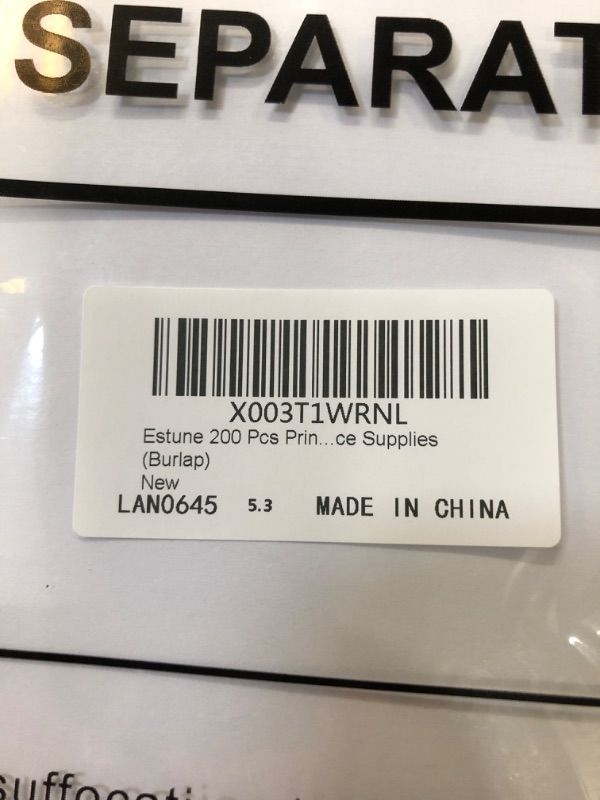 SEPARAT
X003T1WRNL
Estune 200 Pcs Prin...ce Supplies
(Burlap)
New
LAN0645 5.3 MADE IN CHINA